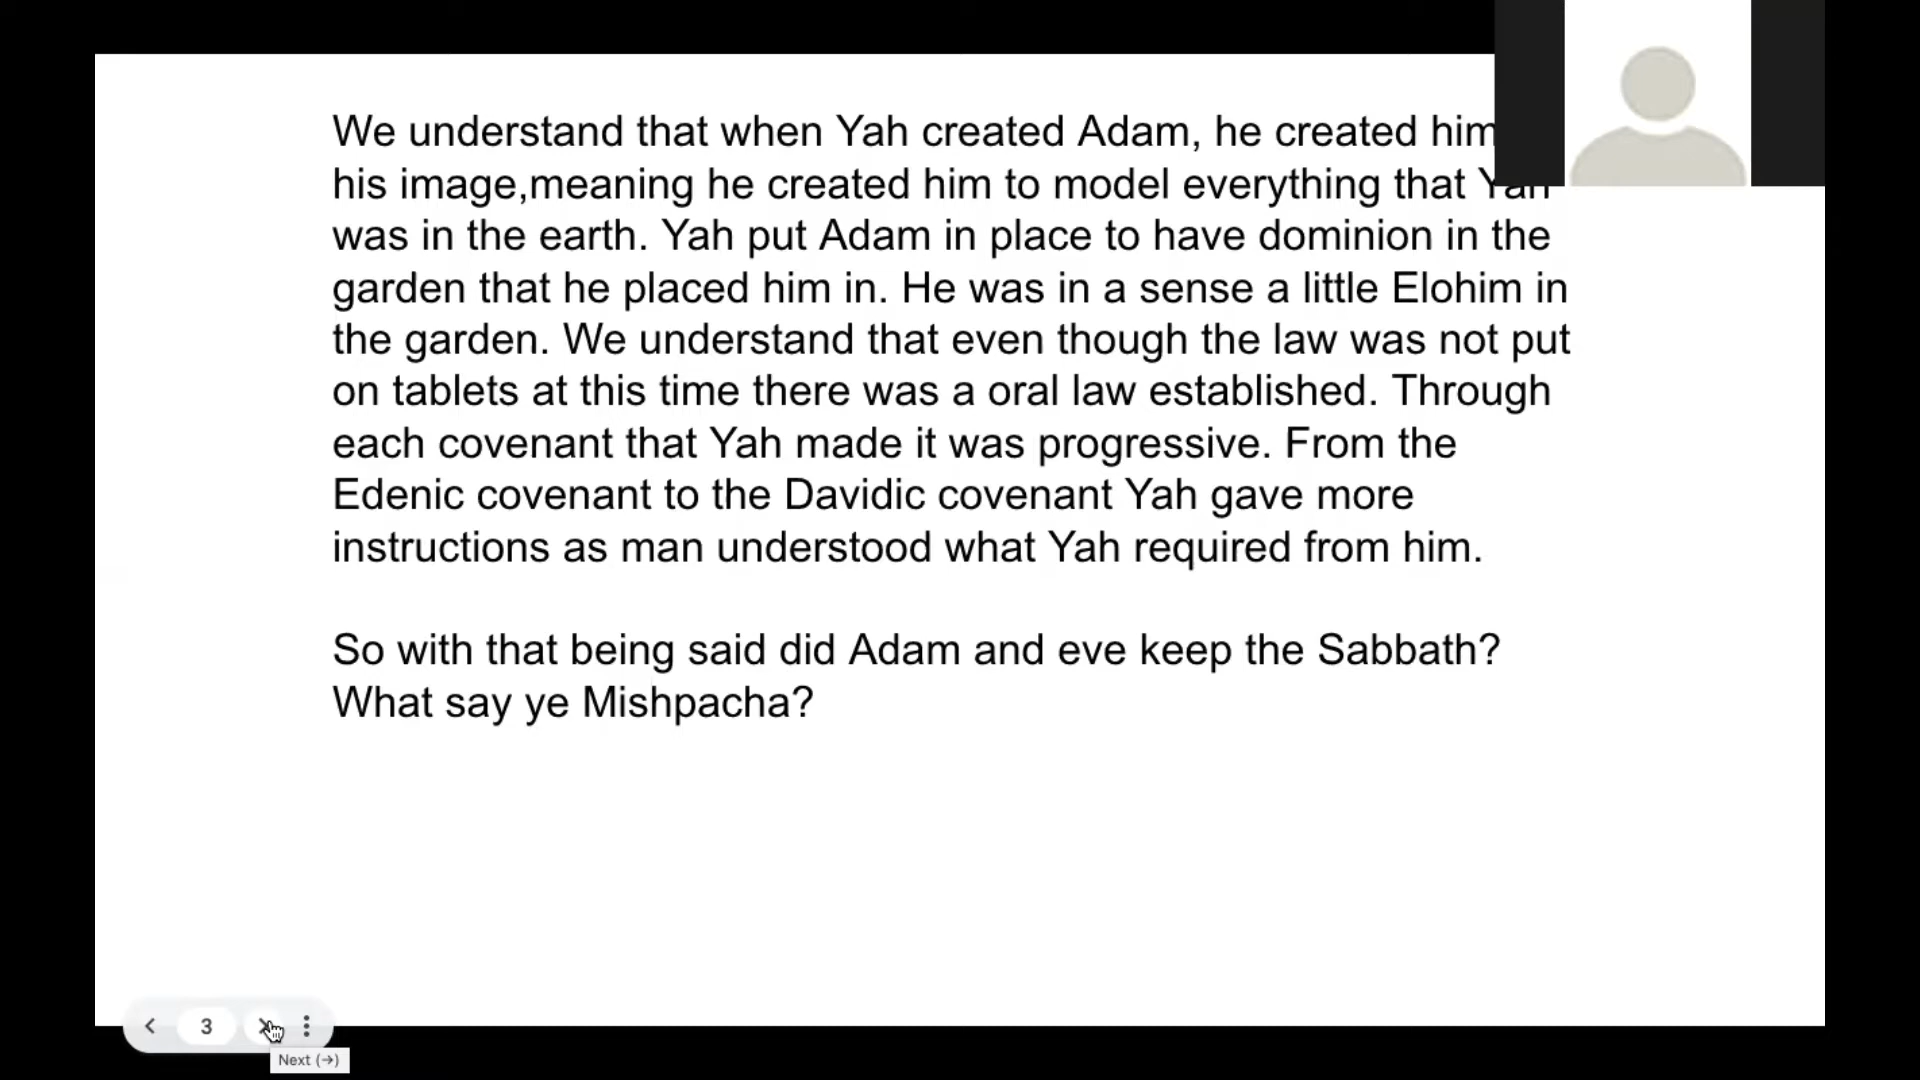 We understand that when Yah created Adam, he created him
his image,meaning he created him to model everything that Yah
was in the earth. Yah put Adam in place to have dominion in the
garden that he placed him in. He was in a sense a little Elohim in
the garden. We understand that even though the law was not put
on tablets at this time there was a oral law established. Through
each covenant that Yah made it was progressive. From the
Edenic covenant to the Davidic covenant Yah gave more
instructions as man understood what Yah required from him.
So with that being said did Adam and eve keep the Sabbath?
What say ye Mishpacha?
3
Next (→)